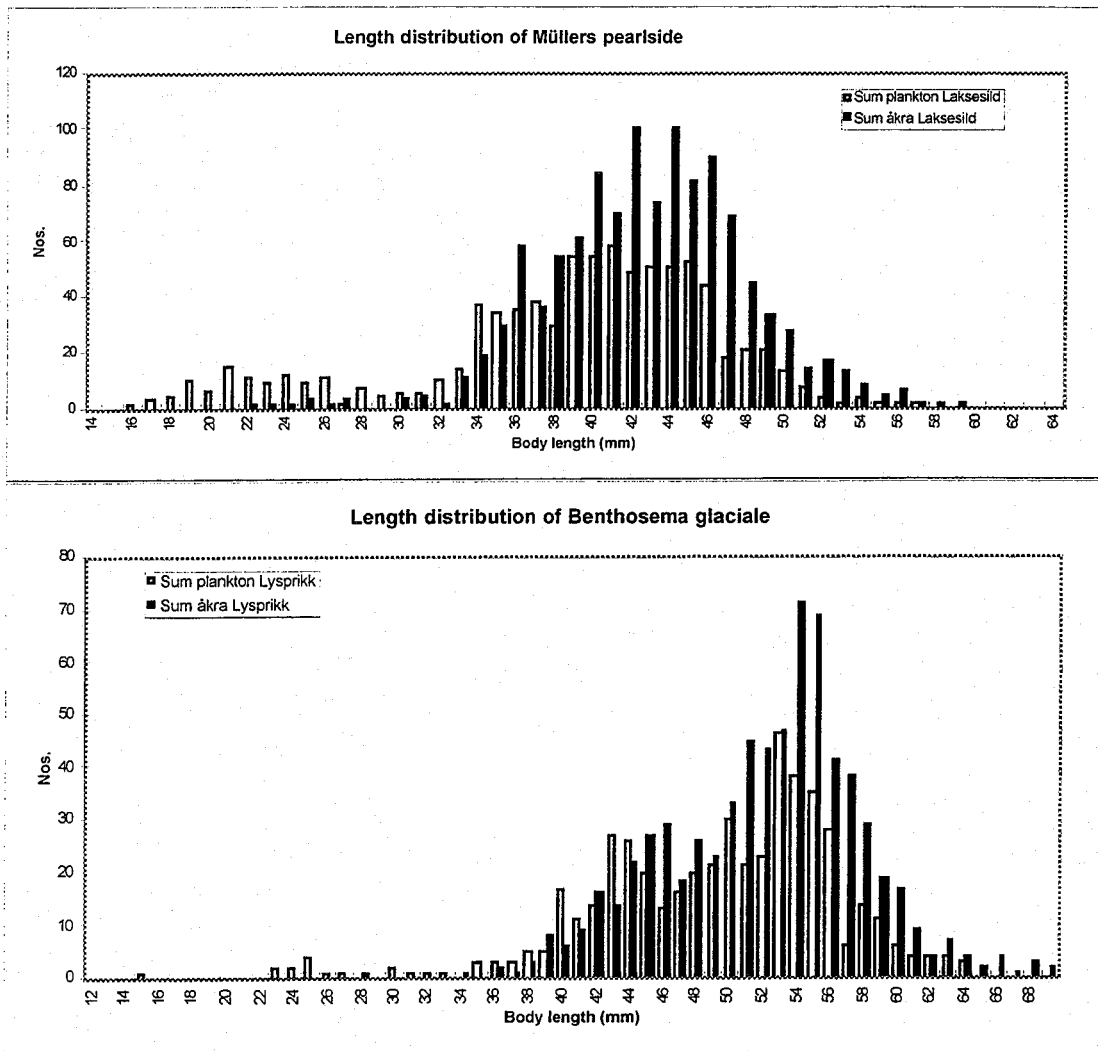 Length distribution of Müllers pearlside
120
100
80
60
40
20
0
Nos.
Sum plankton Laksesild
Sum åkra Laksesild
14 16 18 20 22 24 26 28 30 32 34 36 38 40 42 44 46 48 50 52 54 56 58 60 62 64
Body length (mm)
Length distribution of Benthosema glaciale
80
70
60
50
40
30
20
10
0
Nos.
Sum plankton Lysprikk
Sum åkra Lysprikk
12 14 16 18 20 22 24 26 28 30 32 34 36 38 40 42 44 46 48 50 52 54 56 58 60 62 64 66 68
Body length (mm)